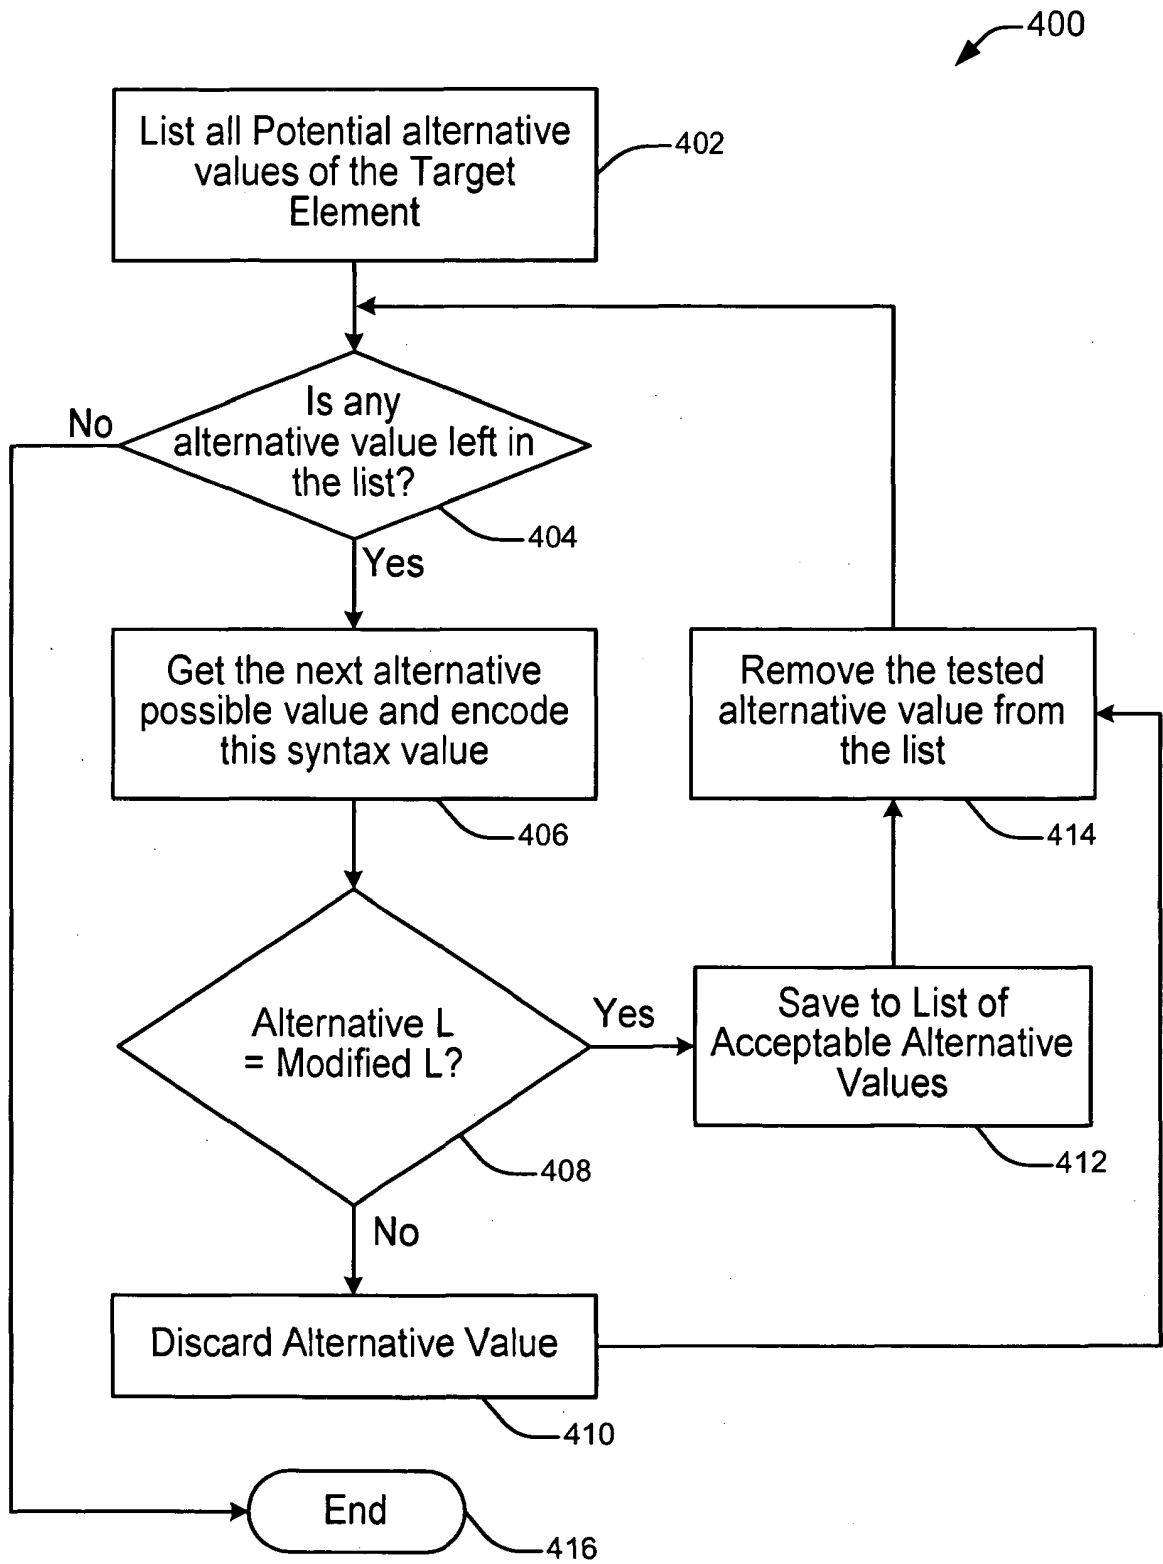 400
List all Potential alternative
values of the Target
Element
402
Is any
alternative value left in
the list?
No
404
Yes
Get the next alternative
possible value and encode
this syntax value
406
Remove the tested
alternative value from
the list
414
Alternative L
= Modified L?
Yes
408
Save to List of
Acceptable Alternative
Values
412
No
Discard Alternative Value
410
End
416